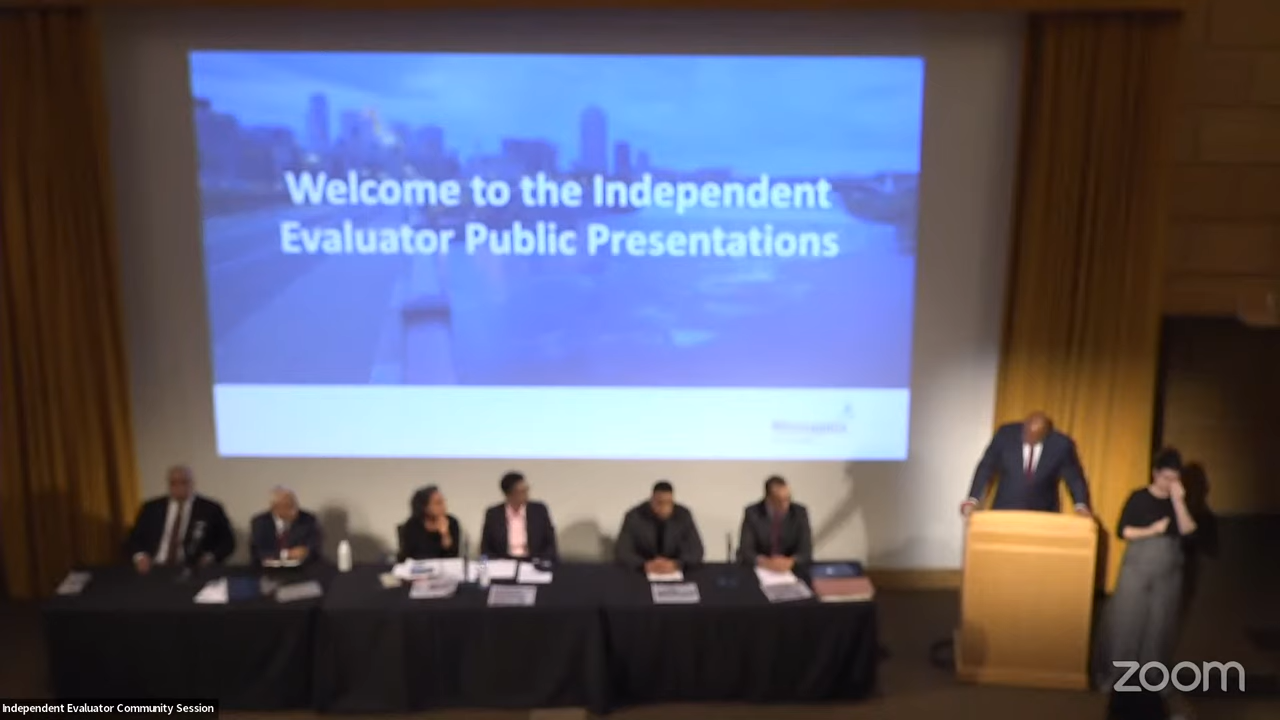 Welcome to the Independent
Evaluator Public Presentations
zoom
Independent Evaluator Community Session